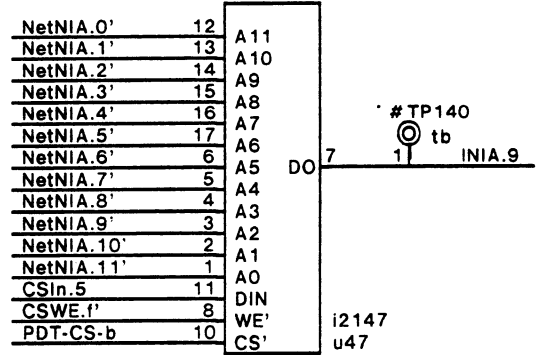 NetNIA.0' 12 A11
NetNIA.1' 13 A10
NetNIA.2' 14 A9
NetNIA.3' 15 A8
NetNIA.4' 16 A7
NetNIA.5' 17 A6
NetNIA.6' 6 A5 DO 7 1 INIA.9
NetNIA.7' 5 A4
NetNIA.8' 4 A3
NetNIA.9' 3 A2
NetNIA.10' 2 A1
NetNIA.11' 1 A0
CSIn.5 11 DIN
CSWE.f' 8 WE' i2147
PDT-CS-b 10 CS' u47
#TP140
tb